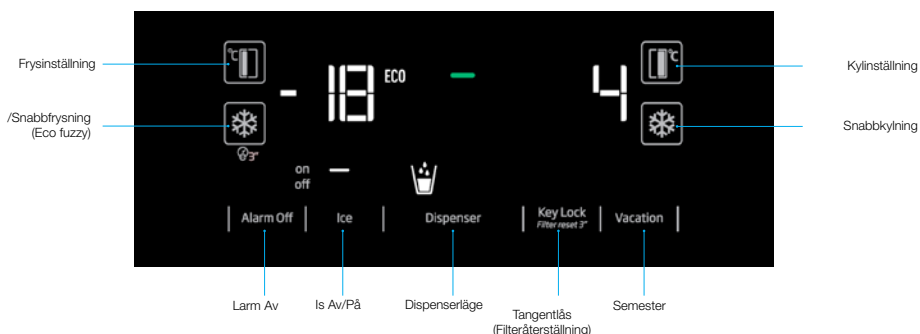 °C
°C
Frysinställning
Kylinställning
- 18 ECO
4
/Snabbfrysning
(Eco fuzzy)
Snabbkylning
3"
on
off
Alarm Off
Ice
Dispenser
Key Lock
Filter reset 3"
Vacation
Larm Av
Is Av/På
Dispenserläge
Tangentlås
(Filteråterställning)
Semester